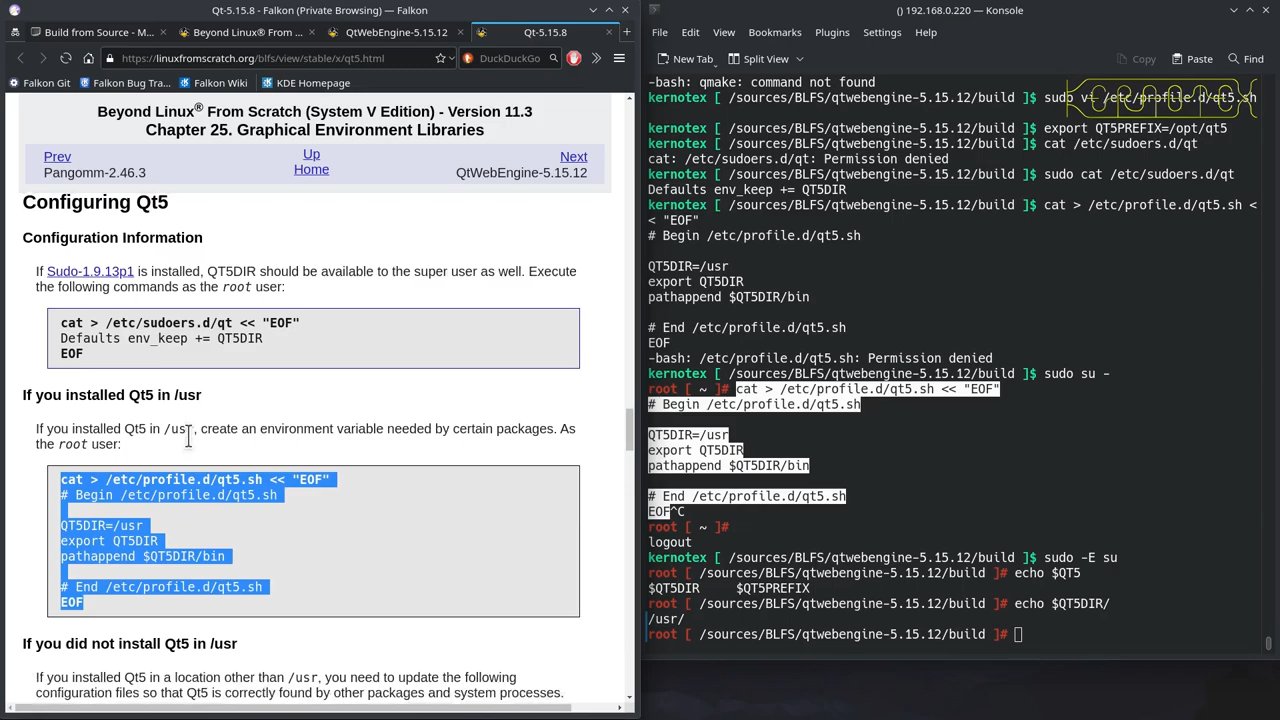 Qt-5.15.8 - Falkon (Private Browsing) — Falkon
Build from Source - M...
Beyond Linux® From ...
QtWebEngine-5.15.12
Qt-5.15.8
https://linuxfromscratch.org/blfs/view/stable/x/qt5.html
DuckDuckGo
Falkon Git
Falkon Bug Tra...
Falkon Wiki
KDE Homepage
Beyond Linux® From Scratch (System V Edition) - Version 11.3
Chapter 25. Graphical Environment Libraries
Prev
Up
Next
Pangomm-2.46.3
Home
QtWebEngine-5.15.12
Configuring Qt5
Configuration Information
If Sudo-1.9.13p1 is installed, QT5DIR should be available to the super user as well. Execute
the following commands as the root user:
cat > /etc/sudoers.d/qt << "EOF"
Defaults env_keep += QT5DIR
EOF
If you installed Qt5 in /usr
If you installed Qt5 in /usr, create an environment variable needed by certain packages. As
the root user:
cat > /etc/profile.d/qt5.sh << "EOF"
# Begin /etc/profile.d/qt5.sh
QT5DIR=/usr
export QT5DIR
pathappend $QT5DIR/bin
# End /etc/profile.d/qt5.sh
EOF
If you did not install Qt5 in /usr
If you installed Qt5 in a location other than /usr, you need to update the following
configuration files so that Qt5 is correctly found by other packages and system processes.
() 192.168.0.220 — Konsole
File Edit View Bookmarks Plugins Settings Help
New Tab
Split View
Copy
Paste
Find
-bash: qmake: command not found
kernotex [ /sources/BLFS/qtwebengine-5.15.12/build ]$ sudo vi /etc/profile.d/qt5.sh
kernotex [ /sources/BLFS/qtwebengine-5.15.12/build ]$ export QT5PREFIX=/opt/qt5
kernotex [ /sources/BLFS/qtwebengine-5.15.12/build ]$ cat /etc/sudoers.d/qt
cat: /etc/sudoers.d/qt: Permission denied
kernotex [ /sources/BLFS/qtwebengine-5.15.12/build ]$ sudo cat /etc/sudoers.d/qt
Defaults env_keep += QT5DIR
kernotex [ /sources/BLFS/qtwebengine-5.15.12/build ]$ cat > /etc/profile.d/qt5.sh <
< "EOF"
# Begin /etc/profile.d/qt5.sh
QT5DIR=/usr
export QT5DIR
pathappend $QT5DIR/bin
# End /etc/profile.d/qt5.sh
EOF
-bash: /etc/profile.d/qt5.sh: Permission denied
kernotex [ /sources/BLFS/qtwebengine-5.15.12/build ]$ sudo su -
root [ ~ ]# cat > /etc/profile.d/qt5.sh << "EOF"
# Begin /etc/profile.d/qt5.sh
QT5DIR=/usr
export QT5DIR
pathappend $QT5DIR/bin
# End /etc/profile.d/qt5.sh
EOF^C
root [ ~ ]#
logout
kernotex [ /sources/BLFS/qtwebengine-5.15.12/build ]$ sudo -E su
root [ /sources/BLFS/qtwebengine-5.15.12/build ]# echo $QT5
$QT5DIR $QT5PREFIX
root [ /sources/BLFS/qtwebengine-5.15.12/build ]# echo $QT5DIR/
/usr/
root [ /sources/BLFS/qtwebengine-5.15.12/build ]#